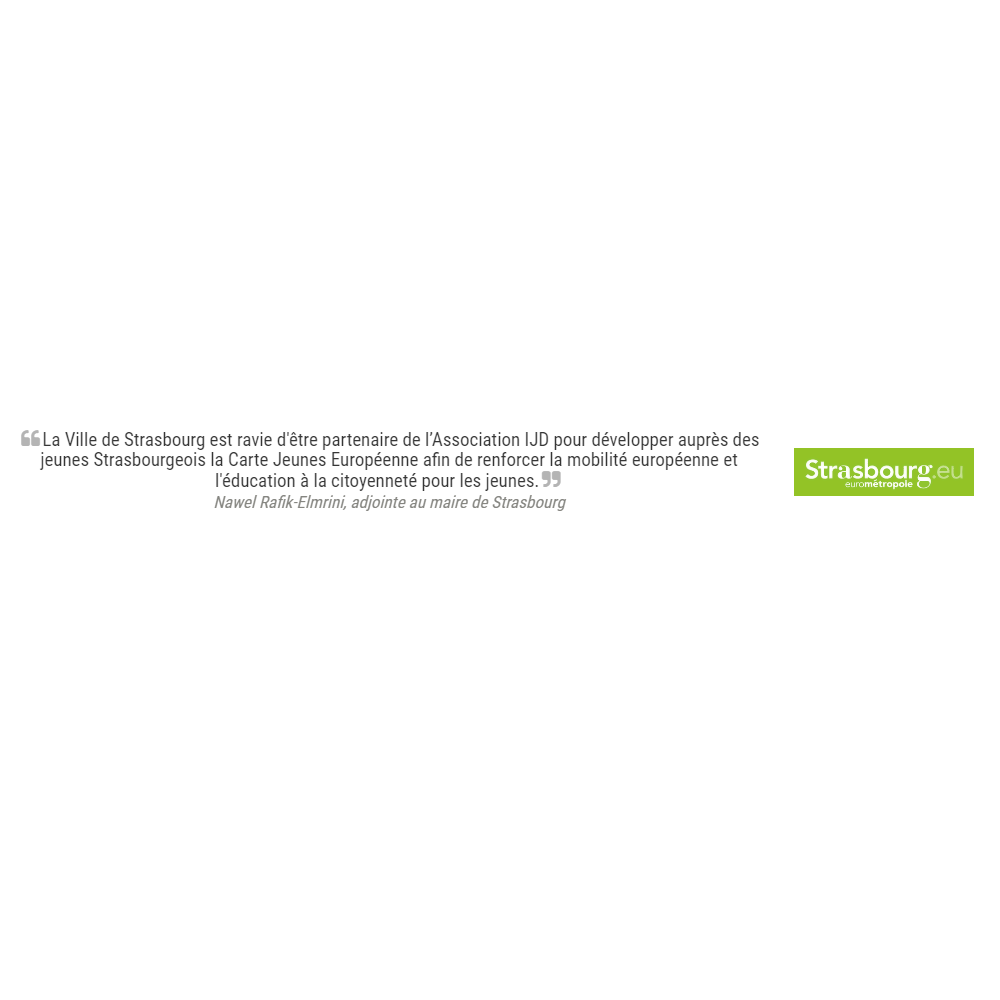 La Ville de Strasbourg est ravie d'être partenaire de l’Association IJD pour développer auprès des
jeunes Strasbourgeois la Carte Jeunes Européenne afin de renforcer la mobilité européenne et
l'éducation à la citoyenneté pour les jeunes.
Nawel Rafik-Elmrini, adjointe au maire de Strasbourg
Strasbourg.eu
eurométropole